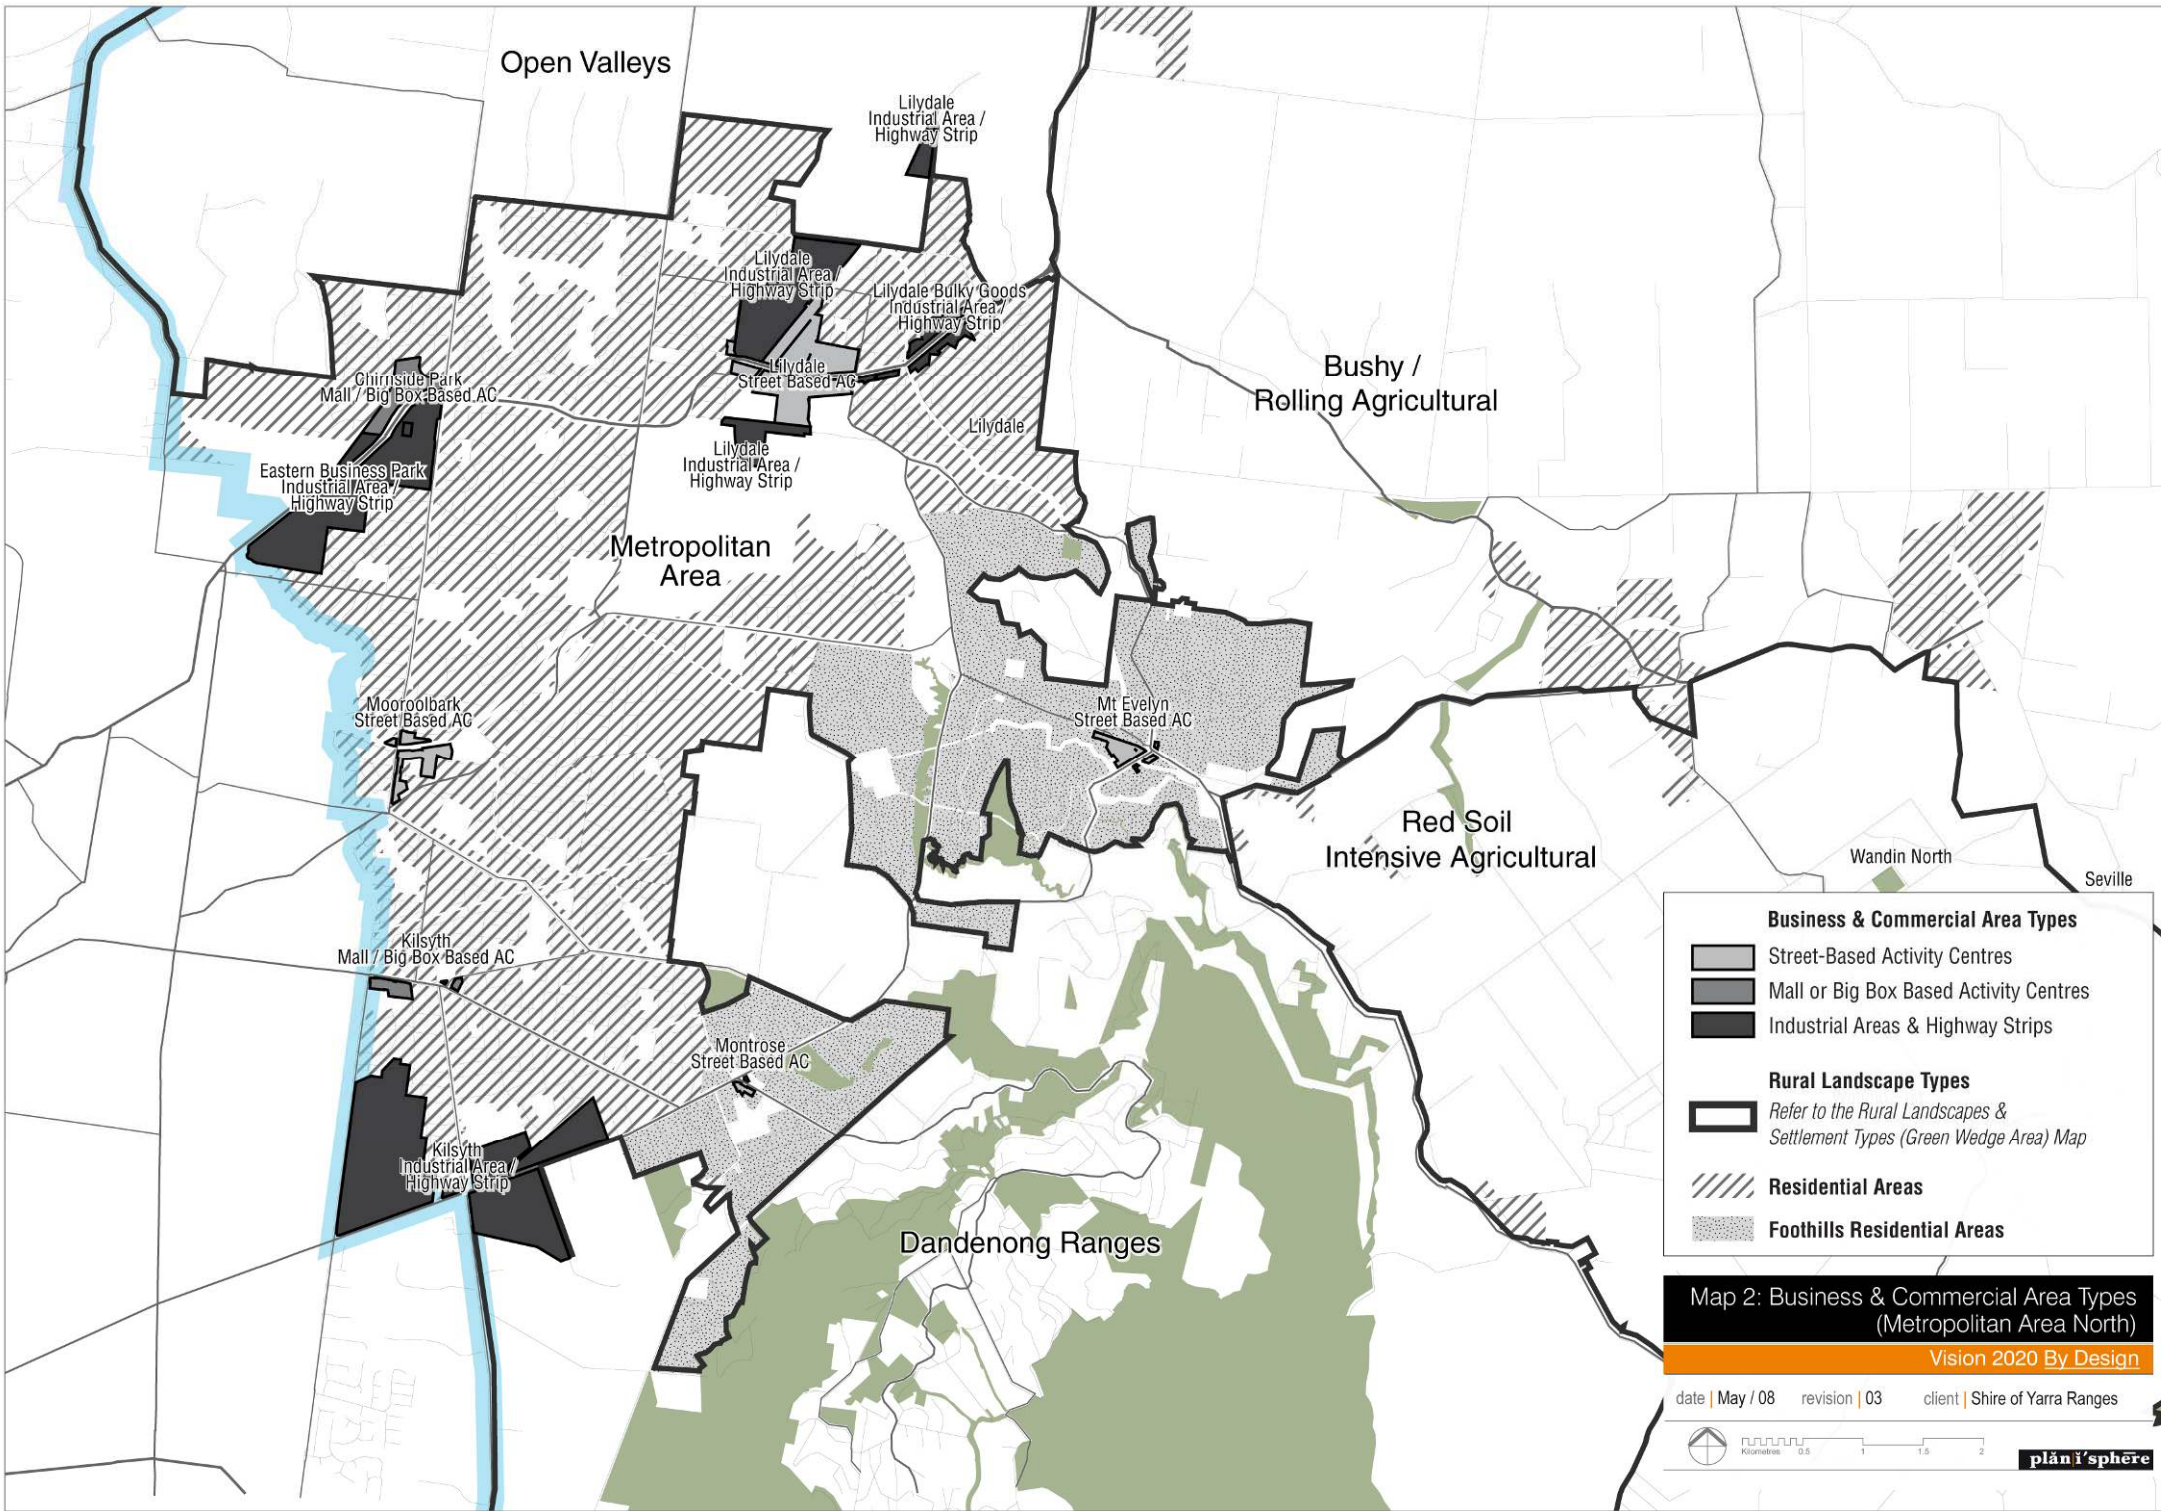 Open Valleys
Lilydale
Industrial Area /
Highway Strip
Lilydale
Industrial Area /
Highway Strip
Lilydale Bulky Goods
Industrial Area /
Highway Strip
Lilydale
Street Based AC
Chirnside Park
Mall / Big Box Based AC
Bushy /
Rolling Agricultural
Lilydale
Lilydale
Industrial Area /
Highway Strip
Eastern Business Park
Industrial Area /
Highway Strip
Metropolitan
Area
Mooroolbark
Street Based AC
Mt Evelyn
Street Based AC
Red Soil
Intensive Agricultural
Wandin North
Seville
Kilsyth
Mall / Big Box Based AC
Montrose
Street Based AC
Kilsyth
Industrial Area /
Highway Strip
Dandenong Ranges
Business & Commercial Area Types
Street-Based Activity Centres
Mall or Big Box Based Activity Centres
Industrial Areas & Highway Strips
Rural Landscape Types
Refer to the Rural Landscapes &
Settlement Types (Green Wedge Area) Map
Residential Areas
Foothills Residential Areas
Map 2: Business & Commercial Area Types
(Metropolitan Area North)
Vision 2020 By Design
date | May / 08 revision | 03 client | Shire of Yarra Ranges
Kilometres 0.5 1 1.5 2
plăn|ĭ'sphēre